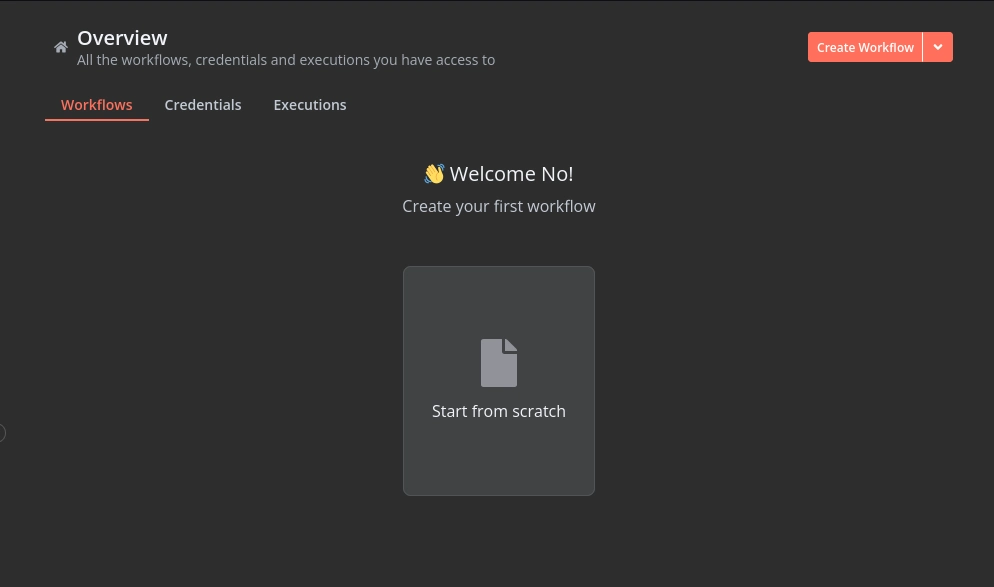 Overview
All the workflows, credentials and executions you have access to
Create Workflow
Workflows Credentials Executions
👋 Welcome No!
Create your first workflow
Start from scratch